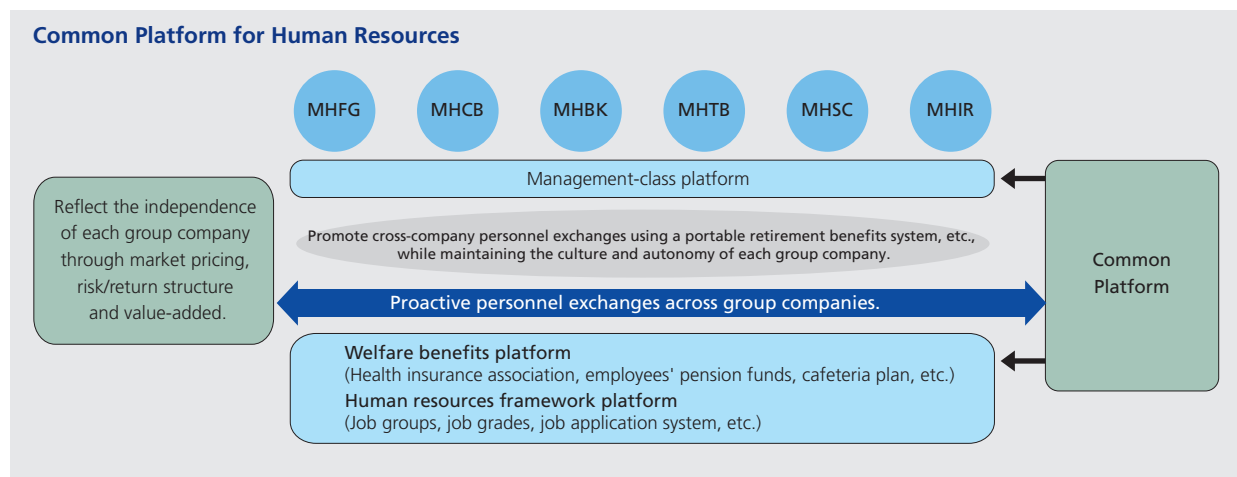 Common Platform for Human Resources
MHFG MHCB MHBK MHTB MHSC MHIR
Management-class platform
Reflect the independence
of each group company
through market pricing,
risk/return structure
and value-added.
Promote cross-company personnel exchanges using a portable retirement benefits system, etc.,
while maintaining the culture and autonomy of each group company.
Common
Platform
Proactive personnel exchanges across group companies.
Welfare benefits platform
(Health insurance association, employees' pension funds, cafeteria plan, etc.)
Human resources framework platform
(Job groups, job grades, job application system, etc.)